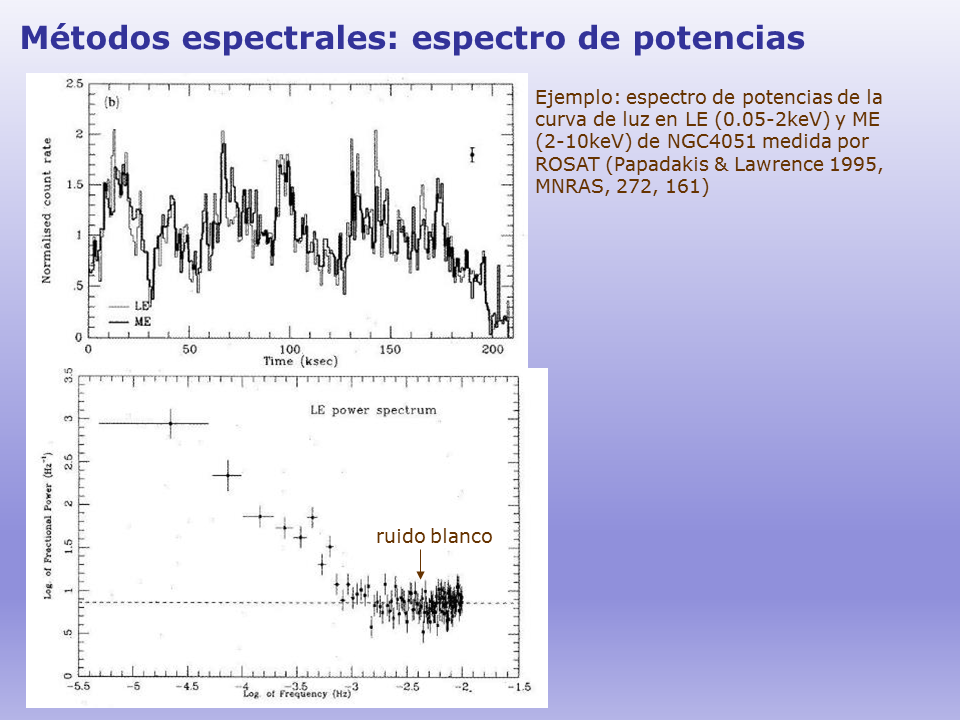 Métodos espectrales: espectro de potencias
2.5
(b)
2
1.5
1
.5
0
Normalised count rate
LE
ME
0 50 100 150 200
Time (ksec)
Ejemplo: espectro de potencias de la
curva de luz en LE (0.05-2keV) y ME
(2-10keV) de NGC4051 medida por
ROSAT (Papadakis & Lawrence 1995,
MNRAS, 272, 161)
3.5
3
2.5
2
1.5
1
.5
0
Log. of Fractional Power (Hz⁻¹)
LE power spectrum
ruido blanco
-5.5 -5 -4.5 -4 -3.5 -3 -2.5 -2. -1.5
Log. of Frequency (Hz)